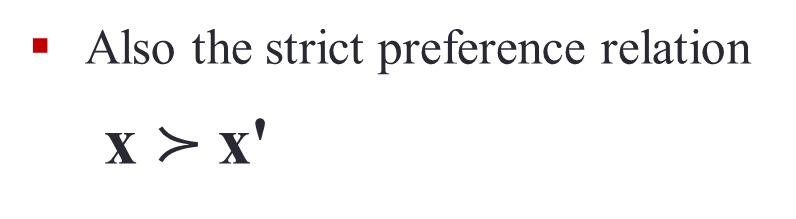 ▪ Also the strict preference relation
x ≻ x'